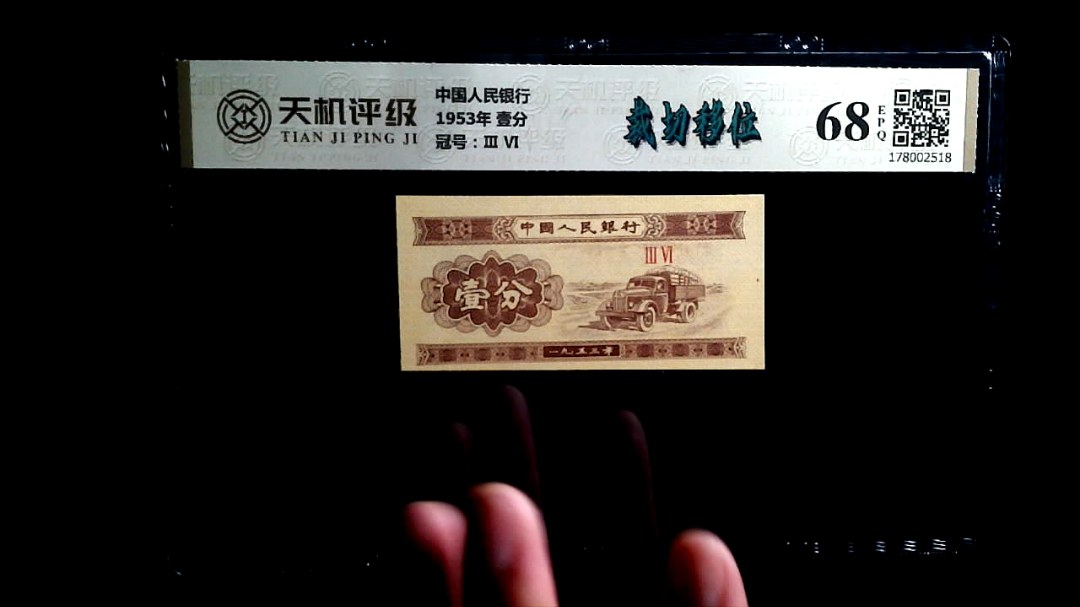 天机评级
TIAN JI PING JI
中国人民银行
1953年 壹分
冠号：Ⅲ Ⅵ
裁切移位
68
EPQ
178002518
中國人民銀行
Ⅲ Ⅵ
壹分
一九五三年